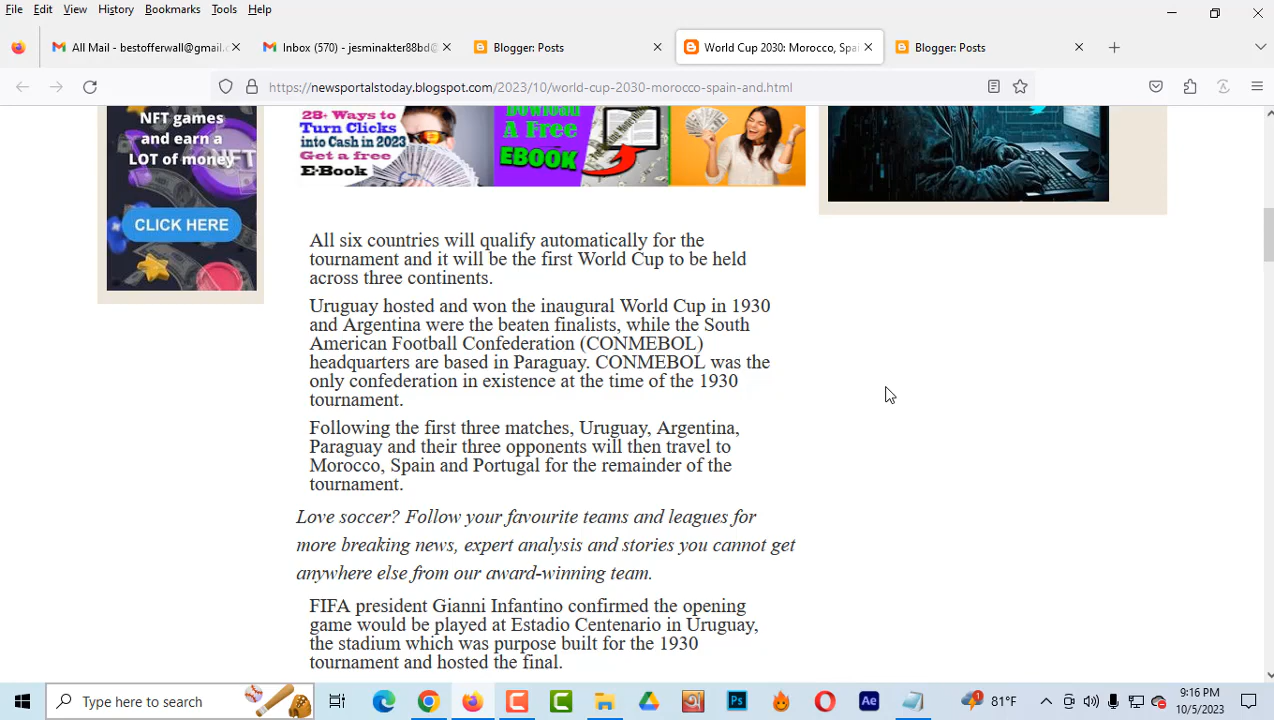 File Edit View History Bookmarks Tools Help
All Mail - bestofferwall@gmail.c
Inbox (570) - jesminakter88bd@
Blogger: Posts
World Cup 2030: Morocco, Spa
Blogger: Posts
https://newsportalstoday.blogspot.com/2023/10/world-cup-2030-morocco-spain-and.html
NFT games
and earn a
LOT of money
CLICK HERE
28+ Ways to
Turn Clicks
into Cash in 2023
Get a free
E-Book
DOWNLOAD
A Free
EBOOK
All six countries will qualify automatically for the
tournament and it will be the first World Cup to be held
across three continents.
Uruguay hosted and won the inaugural World Cup in 1930
and Argentina were the beaten finalists, while the South
American Football Confederation (CONMEBOL)
headquarters are based in Paraguay. CONMEBOL was the
only confederation in existence at the time of the 1930
tournament.
Following the first three matches, Uruguay, Argentina,
Paraguay and their three opponents will then travel to
Morocco, Spain and Portugal for the remainder of the
tournament.
Love soccer? Follow your favourite teams and leagues for
more breaking news, expert analysis and stories you cannot get
anywhere else from our award-winning team.
FIFA president Gianni Infantino confirmed the opening
game would be played at Estadio Centenario in Uruguay,
the stadium which was purpose built for the 1930
tournament and hosted the final.
Type here to search
Ps
Ae
1
81°F
9:16 PM
10/5/2023